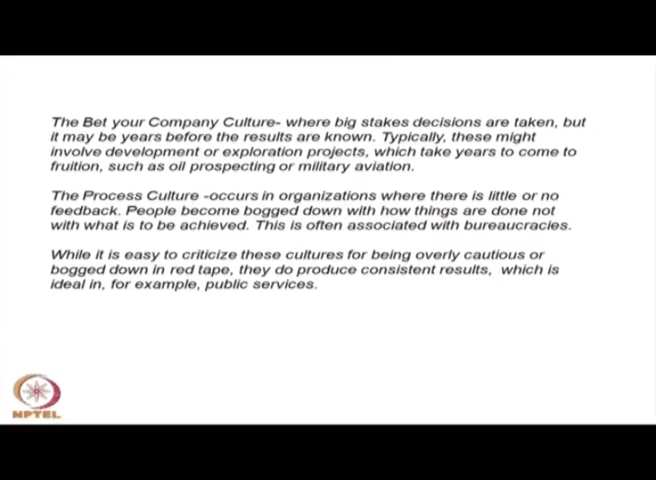 The Bet your Company Culture- where big stakes decisions are taken, but
it may be years before the results are known. Typically, these might
involve development or exploration projects, which take years to come to
fruition, such as oil prospecting or military aviation.
The Process Culture -occurs in organizations where there is little or no
feedback. People become bogged down with how things are done not
with what is to be achieved. This is often associated with bureaucracies.
While it is easy to criticize these cultures for being overly cautious or
bogged down in red tape, they do produce consistent results, which is
ideal in, for example, public services.
NPTEL